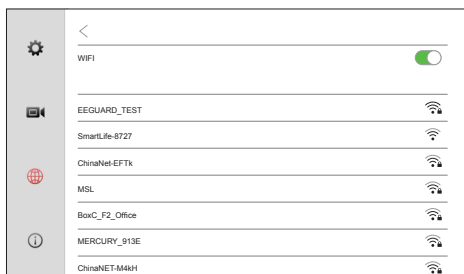 WIFI
EEGUARD_TEST
SmartLife-8727
ChinaNet-EFTk
MSL
BoxC_F2_Office
MERCURY_913E
ChinaNET-M4kH